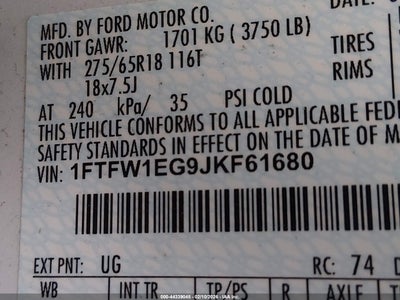 MFD. BY FORD MOTOR CO.
FRONT GAWR: 1701 KG ( 3750 LB)
WITH 275/65R18 116T TIRES
18x7.5J RIMS
AT 240 kPa/ 35 PSI COLD
THIS VEHICLE CONFORMS TO ALL APPLICABLE FEDE
SAFETY STANDARDS IN EFFECT ON THE DATE OF M
VIN: 1FTFW1EG9JKF61680
EXT PNT: UG RC: 74 D
WB INT TR TP/PS R AXLE